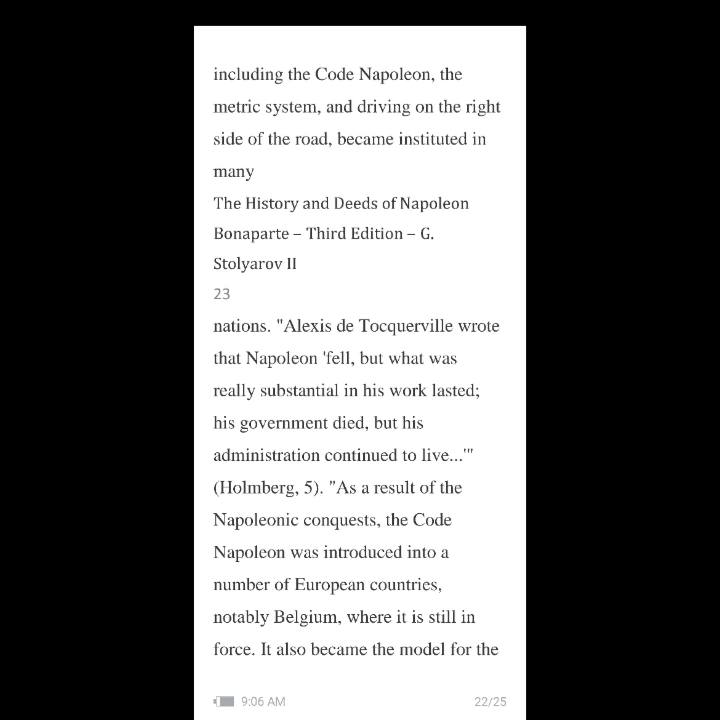 including the Code Napoleon, the
metric system, and driving on the right
side of the road, became instituted in
many
The History and Deeds of Napoleon
Bonaparte – Third Edition – G.
Stolyarov II
23
nations. "Alexis de Tocquerville wrote
that Napoleon 'fell, but what was
really substantial in his work lasted;
his government died, but his
administration continued to live...'"
(Holmberg, 5). "As a result of the
Napoleonic conquests, the Code
Napoleon was introduced into a
number of European countries,
notably Belgium, where it is still in
force. It also became the model for the
9:06 AM 22/25